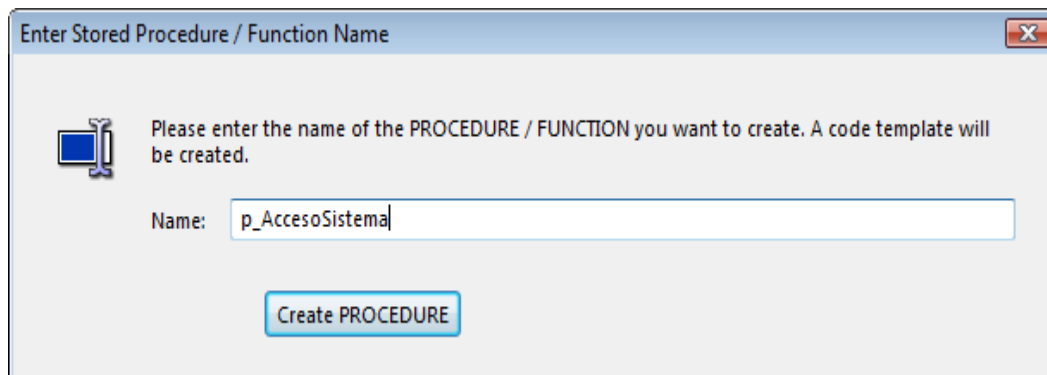 Enter Stored Procedure / Function Name
Please enter the name of the PROCEDURE / FUNCTION you want to create. A code template will
be created.
Name: p_AccesoSistema
Create PROCEDURE